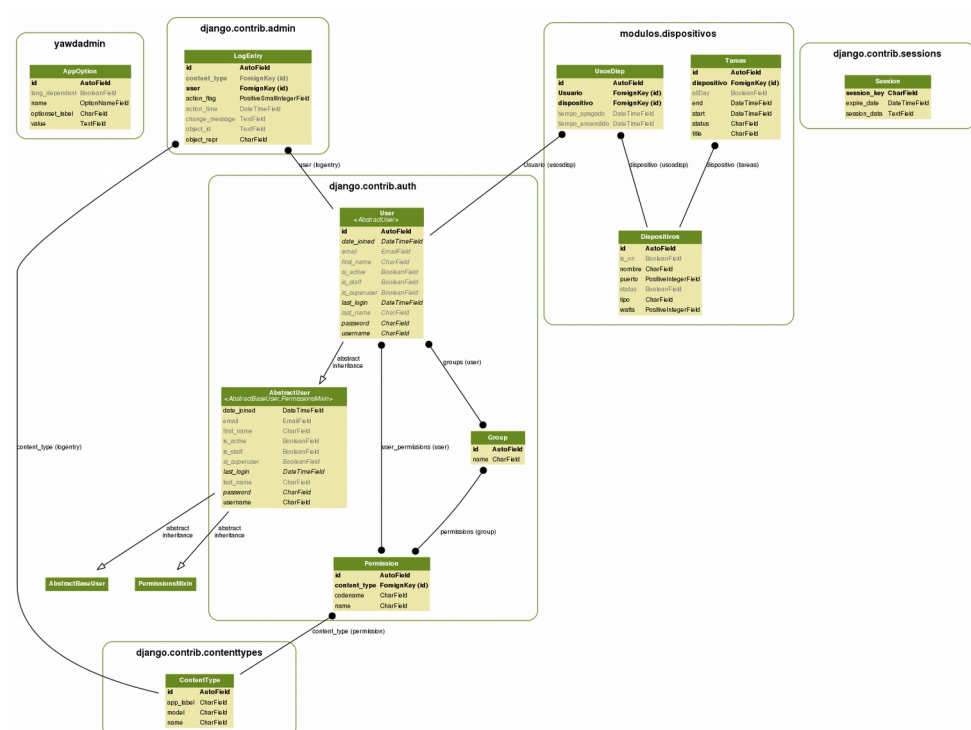 yawdadmin
AppOption
id AutoField
long_dependant BooleanField
name OptionNameField
optionset_label CharField
value TextField
django.contrib.admin
LogEntry
id AutoField
content_type ForeignKey (id)
user ForeignKey (id)
action_flag PositiveSmallIntegerField
action_time DateTimeField
change_message TextField
object_id TextField
object_repr CharField
modulos.dispositivos
UsosDisp
id AutoField
Usuario ForeignKey (id)
dispositivo ForeignKey (id)
tiempo_apagado DateTimeField
tiempo_encendido DateTimeField
Tareas
id AutoField
dispositivo ForeignKey (id)
allDay BooleanField
end DateTimeField
start DateTimeField
status CharField
title CharField
django.contrib.sessions
Session
session_key CharField
expire_date DateTimeField
session_data TextField
user (logentry)
Usuario (usosdisp)
dispositivo (usosdisp)
dispositivo (tareas)
django.contrib.auth
User
<AbstractUser>
id AutoField
date_joined DateTimeField
email EmailField
first_name CharField
is_active BooleanField
is_staff BooleanField
is_superuser BooleanField
last_login DateTimeField
last_name CharField
password CharField
username CharField
Dispositivos
id AutoField
is_on BooleanField
nombre CharField
puerto PositiveIntegerField
status BooleanField
tipo CharField
watts PositiveIntegerField
abstract
inheritance
groups (user)
AbstractUser
<AbstractBaseUser,PermissionsMixin>
date_joined DateTimeField
email EmailField
first_name CharField
is_active BooleanField
is_staff BooleanField
is_superuser BooleanField
last_login DateTimeField
last_name CharField
password CharField
username CharField
content_type (logentry)
user_permissions (user)
Group
id AutoField
name CharField
abstract
inheritance
abstract
inheritance
permissions (group)
AbstractBaseUser
PermissionsMixin
Permission
id AutoField
content_type ForeignKey (id)
codename CharField
name CharField
content_type (permission)
django.contrib.contenttypes
ContentType
id AutoField
app_label CharField
model CharField
name CharField